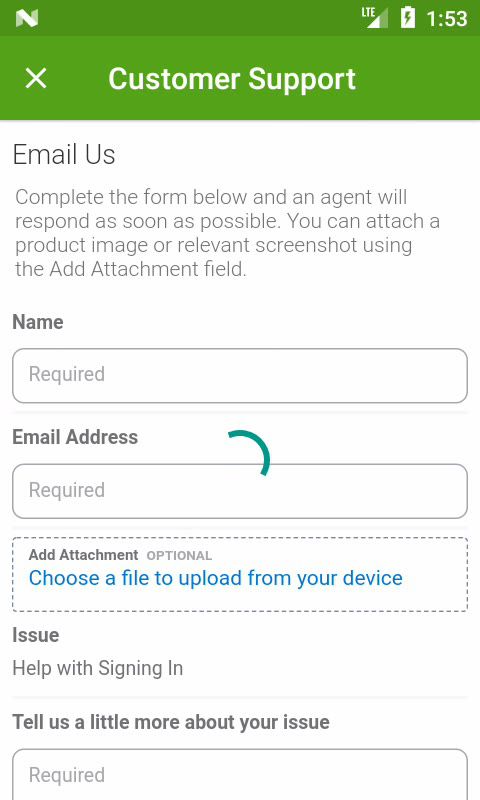 LTE 1:53
Customer Support
Email Us
Complete the form below and an agent will
respond as soon as possible. You can attach a
product image or relevant screenshot using
the Add Attachment field.
Name
Required
Email Address
Required
Add Attachment OPTIONAL
Choose a file to upload from your device
Issue
Help with Signing In
Tell us a little more about your issue
Required